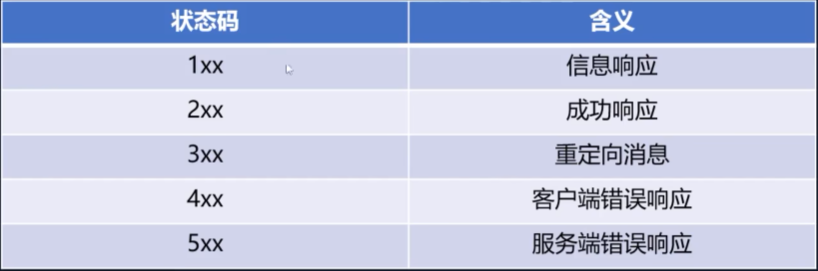 状态码 含义
1xx 信息响应
2xx 成功响应
3xx 重定向消息
4xx 客户端错误响应
5xx 服务端错误响应